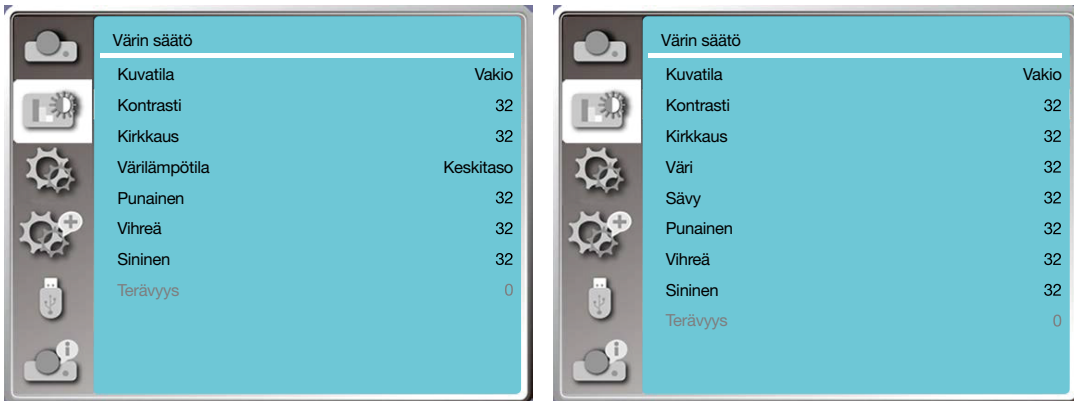 Värin säätö
Kuvatila Vakio
Kontrasti 32
Kirkkaus 32
Värilämpötila Keskitaso
Punainen 32
Vihreä 32
Sininen 32
Terävyys 0
Värin säätö
Kuvatila Vakio
Kontrasti 32
Kirkkaus 32
Väri 32
Sävy 32
Punainen 32
Vihreä 32
Sininen 32
Terävyys 0